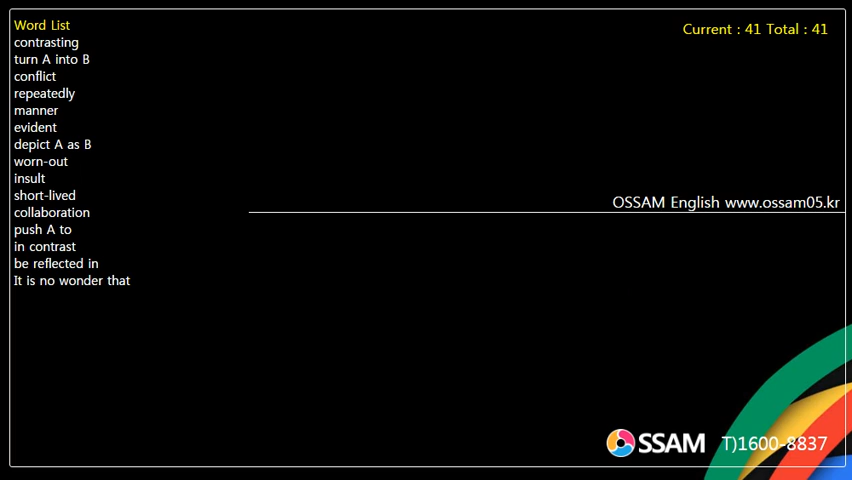 Word List
contrasting
turn A into B
conflict
repeatedly
manner
evident
depict A as B
worn-out
insult
short-lived
collaboration
push A to
in contrast
be reflected in
It is no wonder that
Current : 41 Total : 41
OSSAM English www.ossam05.kr
OSSAM T)1600-8837